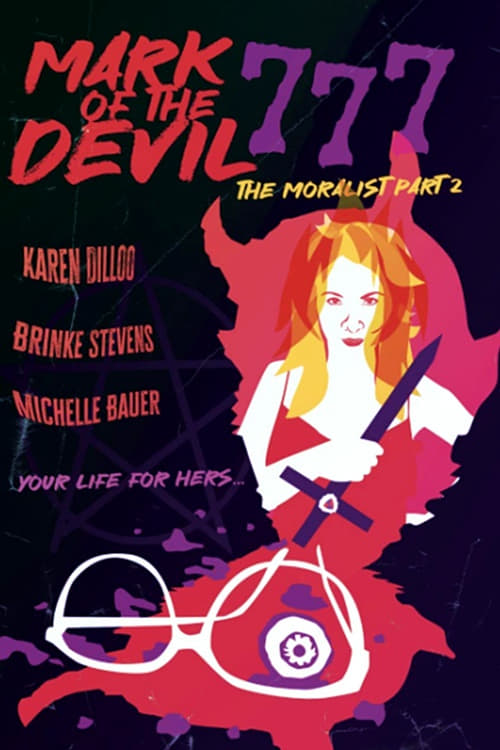 MARK
OF THE
DEVIL
777
THE MORALIST PART 2
KAREN DILLOO
BRINKE STEVENS
MICHELLE BAUER
YOUR LIFE FOR HERS...